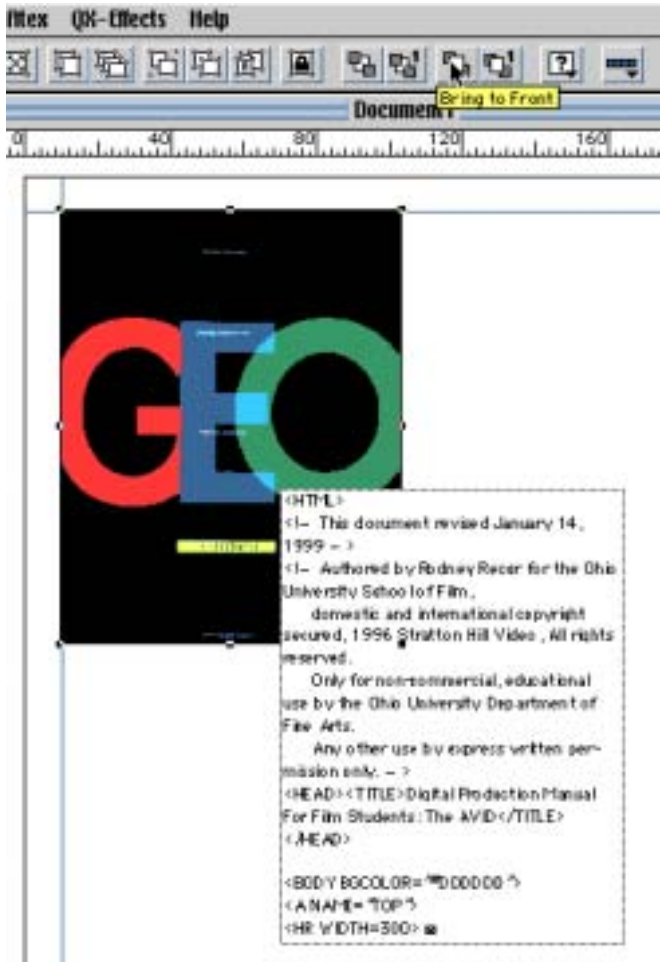 QX-Effects Help
Bring to Front
Document1
0 40 80 120 160
GEO
<HTML>
<!- This document revised January 14,
1999 - >
<!- Authored by Rodney Recor for the Ohio
University School of Film,
domestic and international copyright
secured, 1996 Stratton Hill Video, All rights
reserved.
Only for non-commercial, educational
use by the Ohio University Department of
Fine Arts.
Any other use by express written per-
mission only. - >
<HEAD><TITLE>Digital Production Manual
For Film Students: The AVID</TITLE>
</HEAD>
<BODY BGCOLOR=
<A NAME= "TOP">
<HR WIDTH=300>